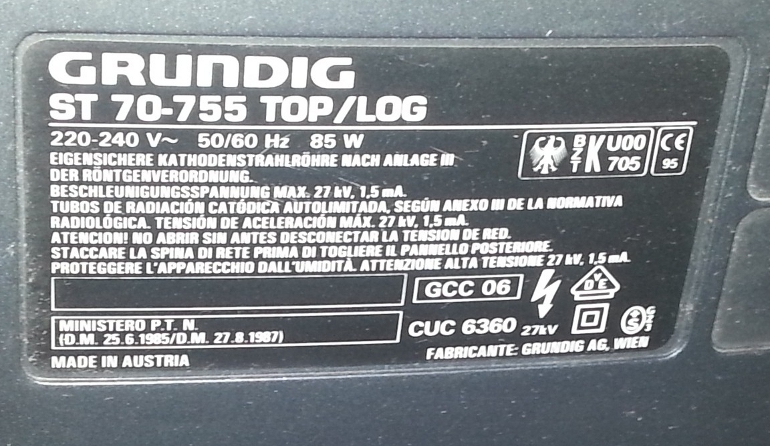 GRUNDIG
ST 70-755 TOP/LOG
220-240 V~ 50/60 Hz 85 W
BZT K U00 705
CE 95
EIGENSICHERE KATHODENSTRAHLRÖHRE NACH ANLAGE III
DER RÖNTGENVERORDNUNG.
BESCHLEUNIGUNGSSPANNUNG MAX. 27 kV, 1,5 mA.
TUBOS DE RADIACIÓN CATÓDICA AUTOLIMITADA, SEGÚN ANEXO III DE LA NORMATIVA
RADIOLÓGICA. TENSIÓN DE ACELERACIÓN MÁX. 27 kV, 1,5 mA.
ATENCION! NO ABRIR SIN ANTES DESCONECTAR LA TENSION DE RED.
STACCARE LA SPINA DI RETE PRIMA DI TOGLIERE IL PANNELLO POSTERIORE.
PROTEGGERE L'APPARECCHIO DALL'UMIDITÀ. ATTENZIONE ALTA TENSIONE 27 kV, 1,5 mA.
GCC 06
VDE
MINISTERO P.T. N.
(D.M. 25.6.1985/D.M. 27.8.1987)
CUC 6360 27kV
MADE IN AUSTRIA
FABRICANTE: GRUNDIG AG, WIEN